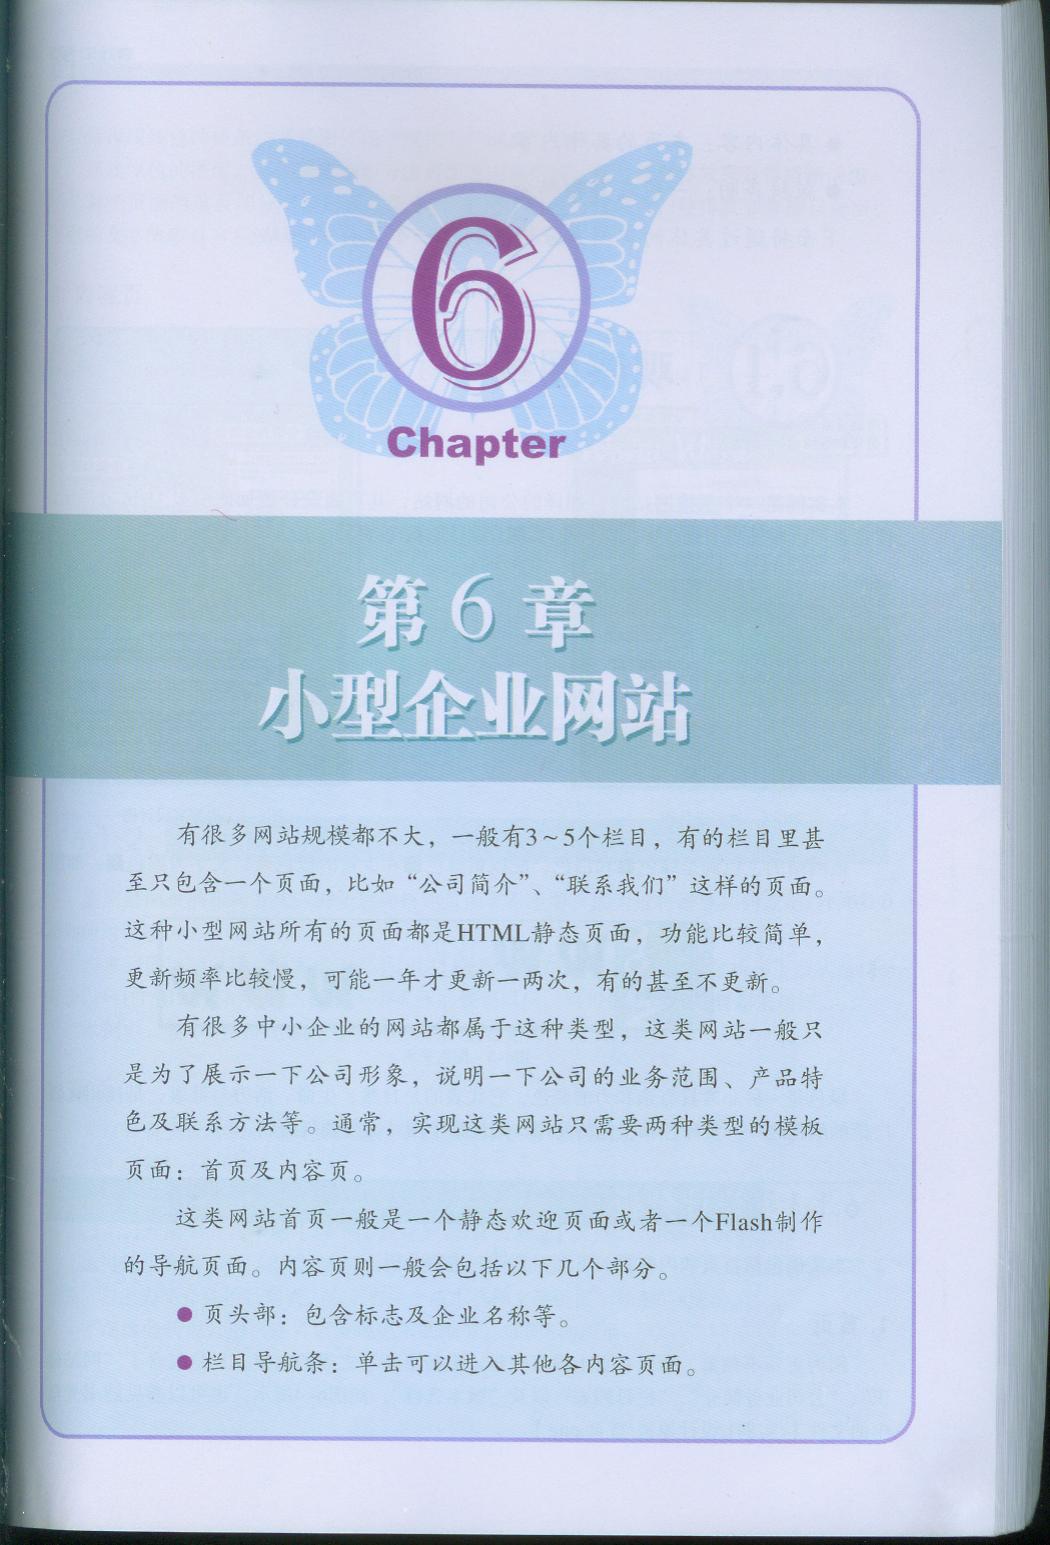 6
Chapter
第 6 章
小型企业网站
有很多网站规模都不大，一般有3～5个栏目，有的栏目里甚
至只包含一个页面，比如“公司简介”、“联系我们”这样的页面。
这种小型网站所有的页面都是HTML静态页面，功能比较简单，
更新频率比较慢，可能一年才更新一两次，有的甚至不更新。
有很多中小企业的网站都属于这种类型，这类网站一般只
是为了展示一下公司形象，说明一下公司的业务范围、产品特
色及联系方法等。通常，实现这类网站只需要两种类型的模板
页面：首页及内容页。
这类网站首页一般是一个静态欢迎页面或者一个Flash制作
的导航页面。内容页则一般会包括以下几个部分。
● 页头部：包含标志及企业名称等。
● 栏目导航条：单击可以进入其他各内容页面。